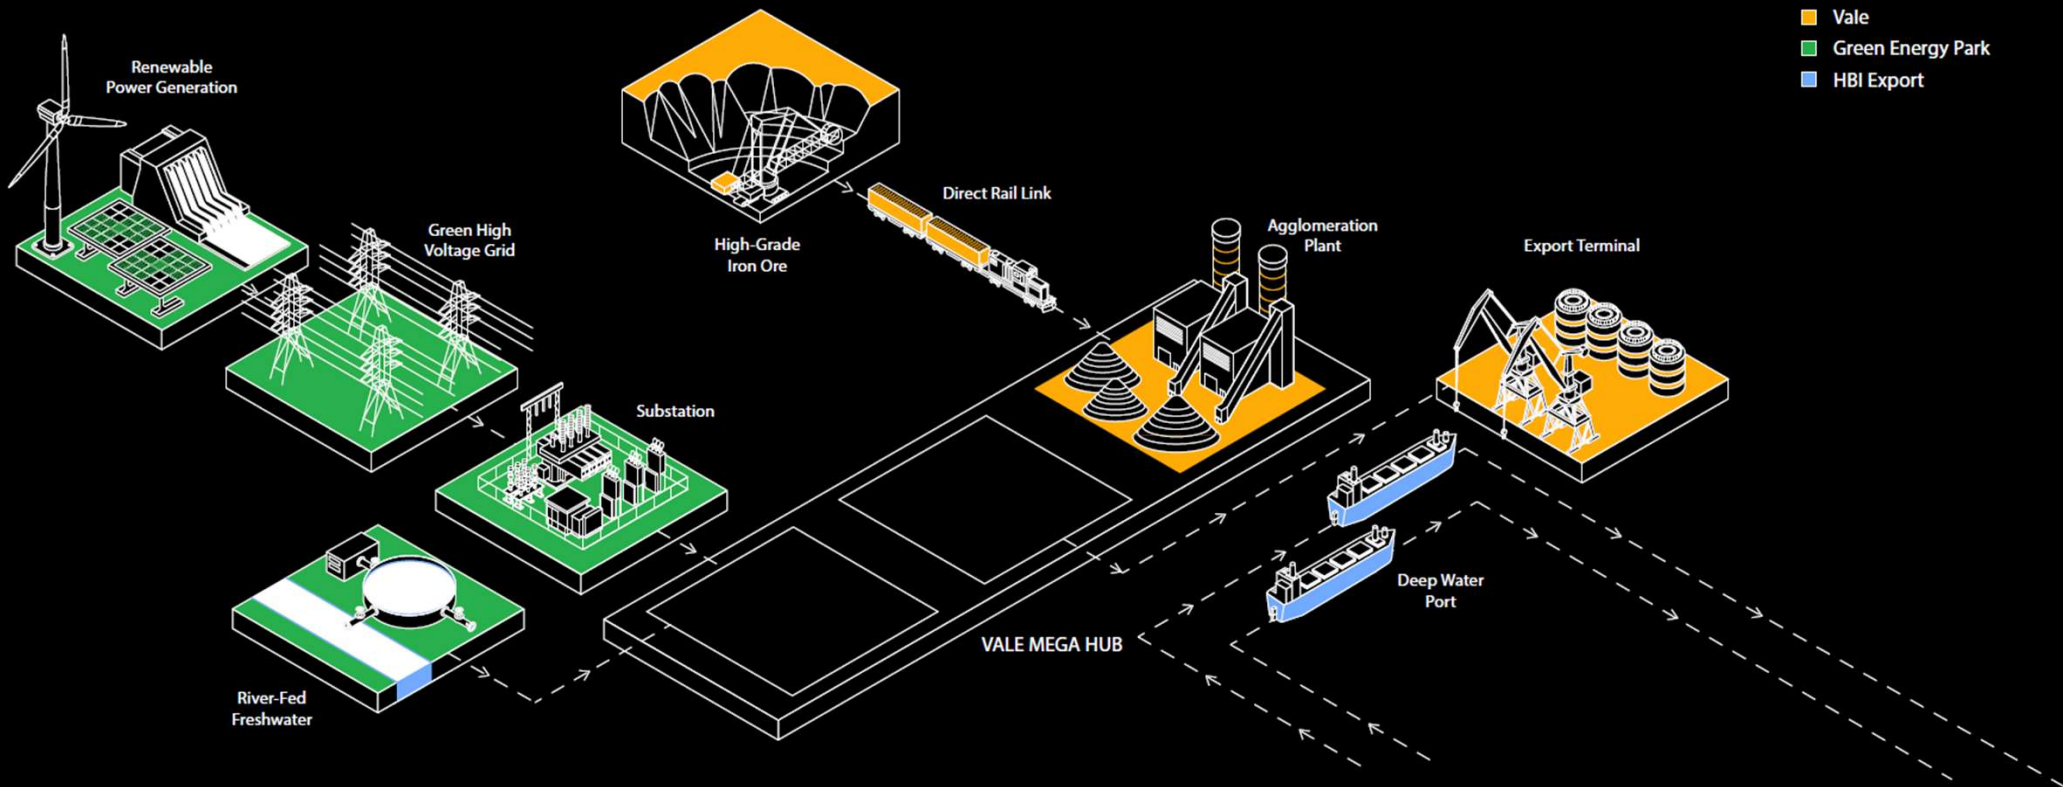 Vale
Green Energy Park
HBI Export
Renewable
Power Generation
Direct Rail Link
Green High
Voltage Grid
High-Grade
Iron Ore
Agglomeration
Plant
Export Terminal
Substation
Deep Water
Port
VALE MEGA HUB
River-Fed
Freshwater